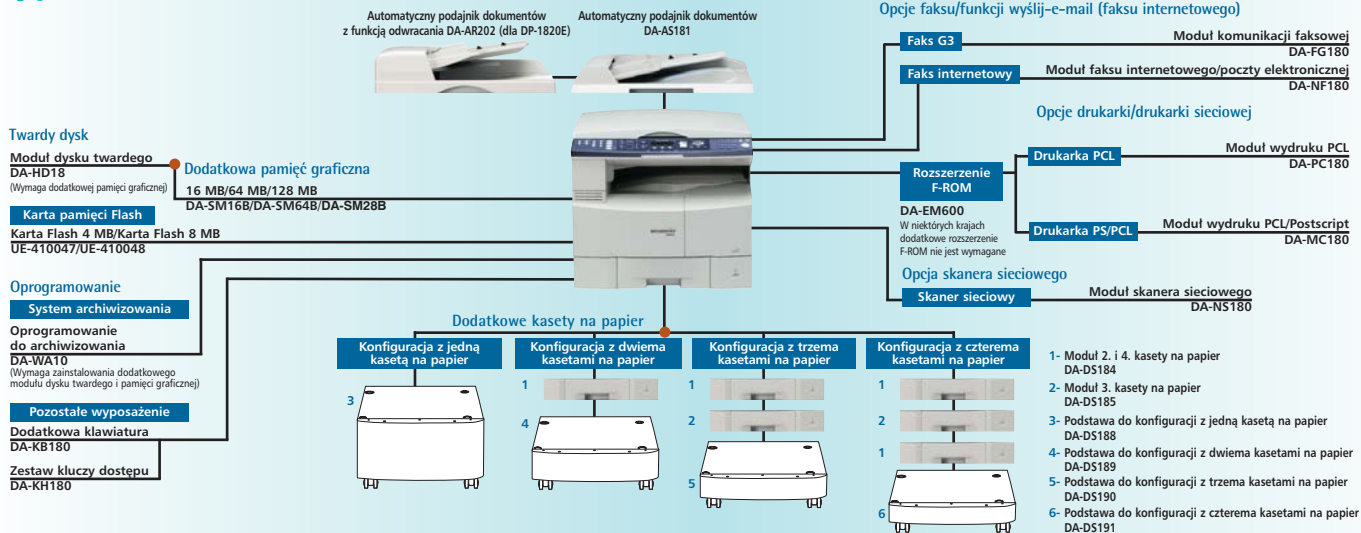 Automatyczny podajnik dokumentów
z funkcją odwracania DA-AR202 (dla DP-1820E)
Automatyczny podajnik dokumentów
DA-AS181
Opcje faksu/funkcji wyślij-e-mail (faksu internetowego)
Faks G3
Moduł komunikacji faksowej
DA-FG180
Faks internetowy
Moduł faksu internetowego/poczty elektronicznej
DA-NF180
Opcje drukarki/drukarki sieciowej
Rozszerzenie
F-ROM
DA-EM600
W niektórych krajach
dodatkowe rozszerzenie
F-ROM nie jest wymagane
Drukarka PCL
Moduł wydruku PCL
DA-PC180
Drukarka PS/PCL
Moduł wydruku PCL/Postscript
DA-MC180
Opcja skanera sieciowego
Skaner sieciowy
Moduł skanera sieciowego
DA-NS180
Twardy dysk
Moduł dysku twardego
DA-HD18
(Wymaga dodatkowej pamięci graficznej)
Dodatkowa pamięć graficzna
16 MB/64 MB/128 MB
DA-SM16B/DA-SM64B/DA-SM28B
Karta pamięci Flash
Karta Flash 4 MB/Karta Flash 8 MB
UE-410047/UE-410048
Oprogramowanie
System archiwizowania
Oprogramowanie
do archiwizowania
DA-WA10
(Wymaga zainstalowania dodatkowego
modułu dysku twardego i pamięci graficznej)
Pozostałe wyposażenie
Dodatkowa klawiatura
DA-KB180
Zestaw kluczy dostępu
DA-KH180
Dodatkowe kasety na papier
Konfiguracja z jedną
kasetą na papier
3
Konfiguracja z dwiema
kasetami na papier
1
4
Konfiguracja z trzema
kasetami na papier
1
2
5
Konfiguracja z czterema
kasetami na papier
1
2
1
6
1- Moduł 2. i 4. kasety na papier
DA-DS184
2- Moduł 3. kasety na papier
DA-DS185
3- Podstawa do konfiguracji z jedną kasetą na papier
DA-DS188
4- Podstawa do konfiguracji z dwiema kasetami na papier
DA-DS189
5- Podstawa do konfiguracji z trzema kasetami na papier
DA-DS190
6- Podstawa do konfiguracji z czterema kasetami na papier
DA-DS191